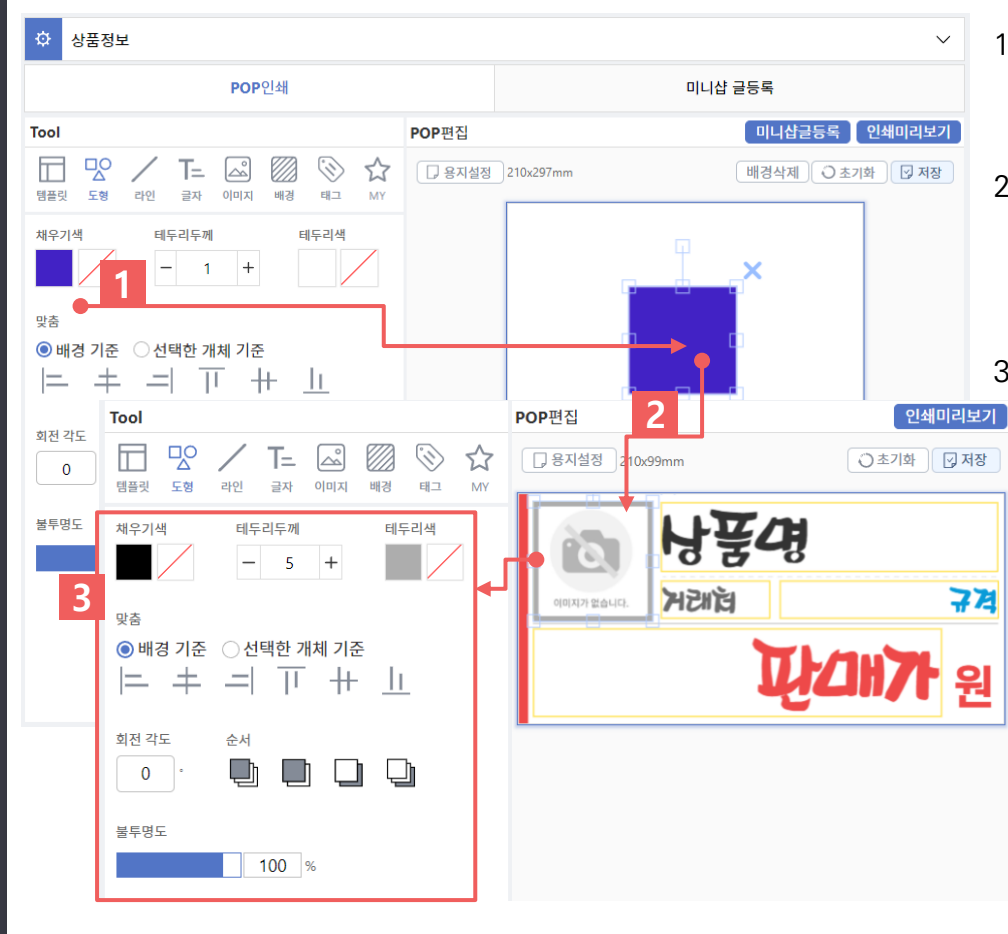 상품정보
1
POP인쇄
미니샵 글등록
Tool
POP편집
미니샵글등록
인쇄미리보기
템플릿
도형
라인
글자
이미지
배경
태그
MY
용지설정
210x297mm
배경삭제
초기화
저장
2
채우기색
테두리두께
테두리색
1
1
맞춤
배경 기준
선택한 개체 기준
3
회전 각도
0
불투명도
Tool
POP편집
2
인쇄미리보기
템플릿
도형
라인
글자
이미지
배경
태그
MY
용지설정
210x99mm
초기화
저장
채우기색
테두리두께
테두리색
5
3
맞춤
배경 기준
선택한 개체 기준
회전 각도
순서
0
°
불투명도
100
%
이미지가 없습니다.
상품명
거래처
규격
판매가
원